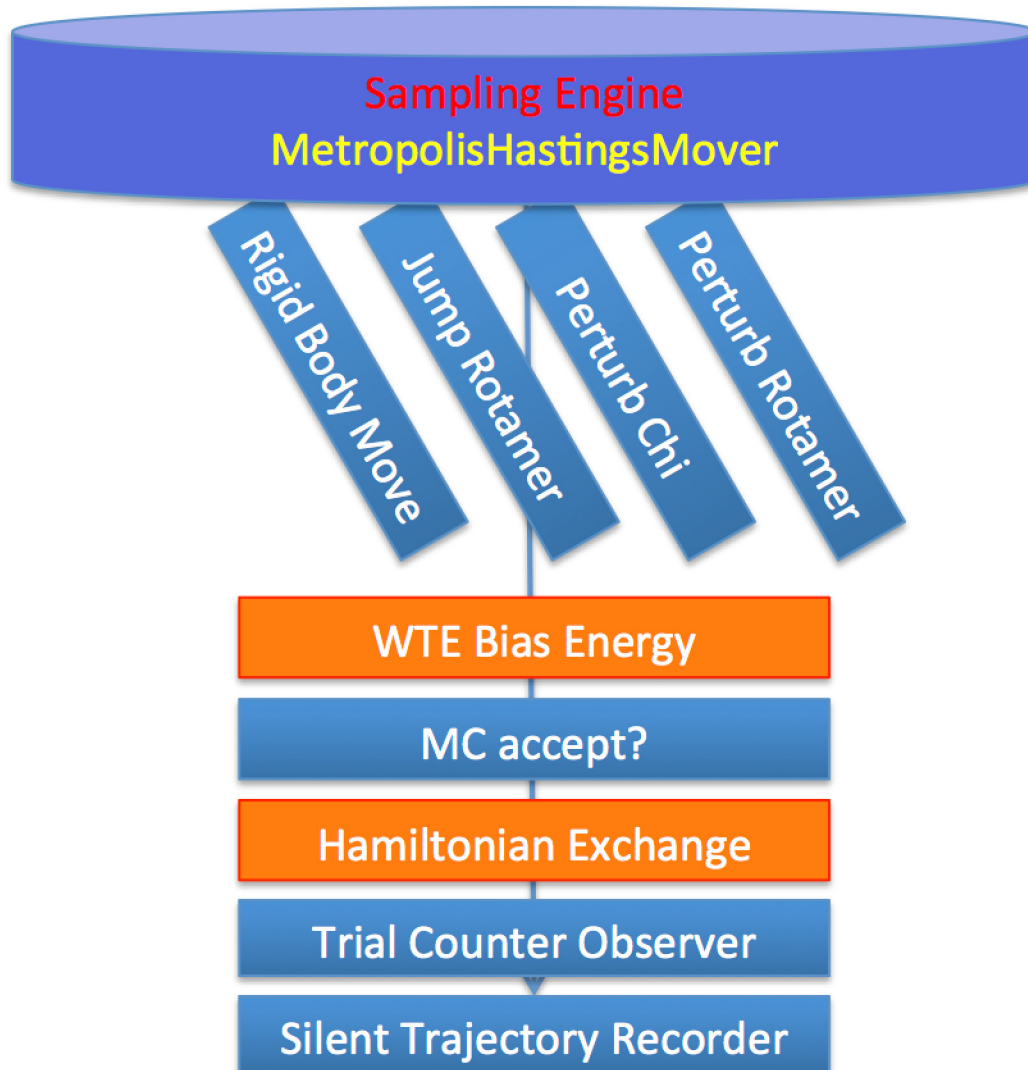 Sampling Engine
MetropolisHastingsMover
Rigid Body Move
Jump Rotamer
Perturb Chi
Perturb Rotamer
WTE Bias Energy
MC accept?
Hamiltonian Exchange
Trial Counter Observer
Silent Trajectory Recorder